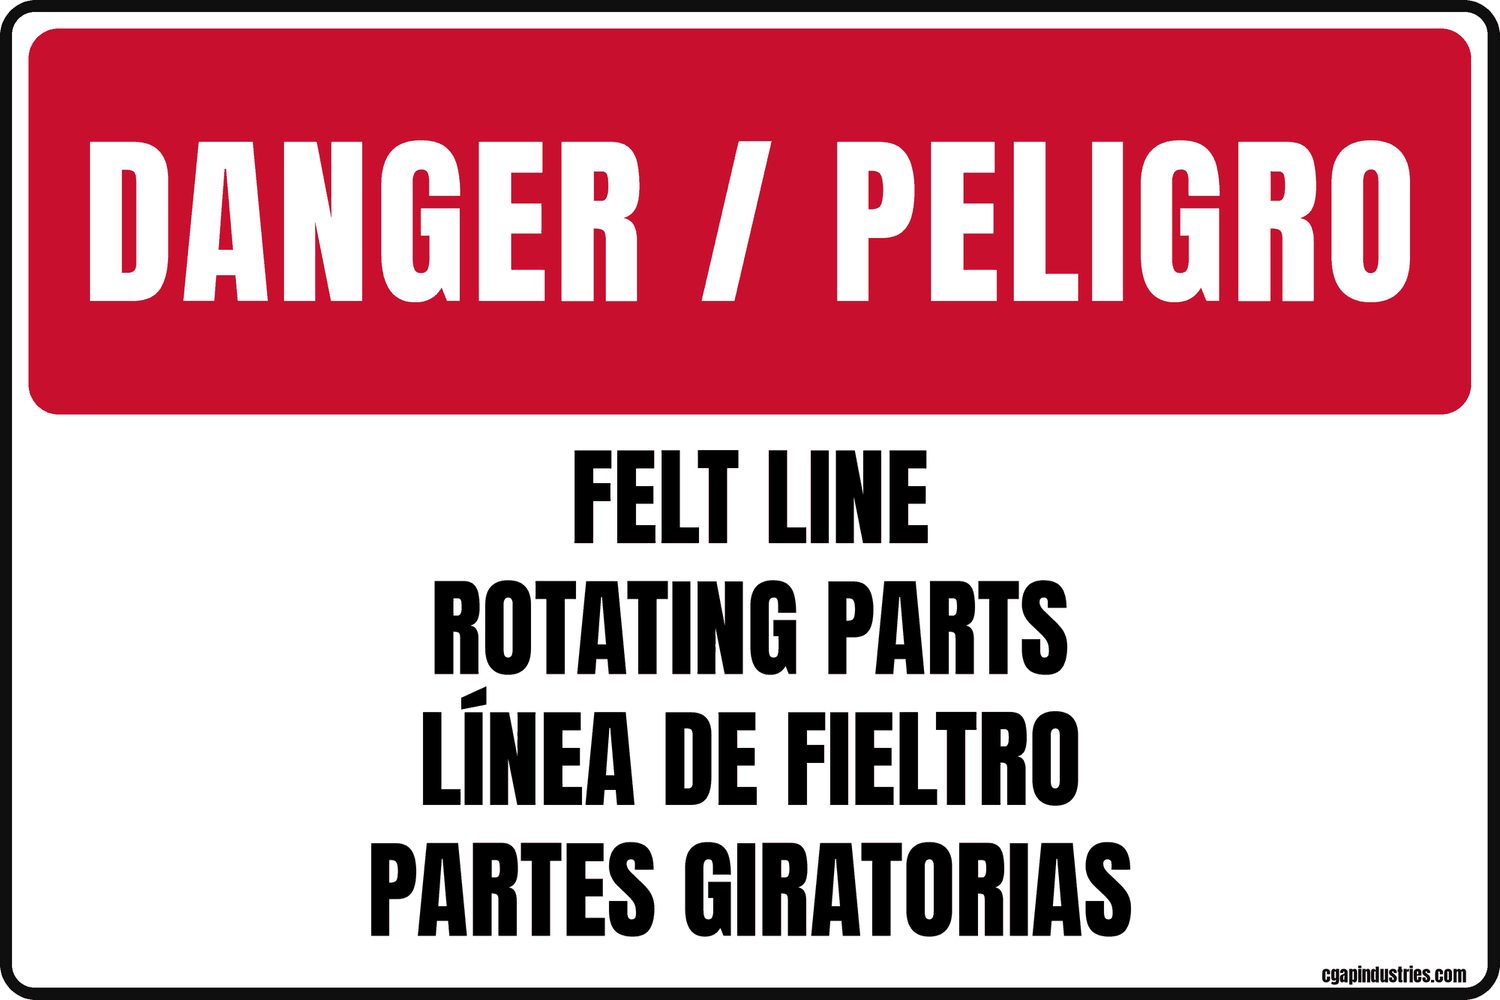 DANGER / PELIGRO
FELT LINE
ROTATING PARTS
LÍNEA DE FIELTRO
PARTES GIRATORIAS
cgapindustries.com